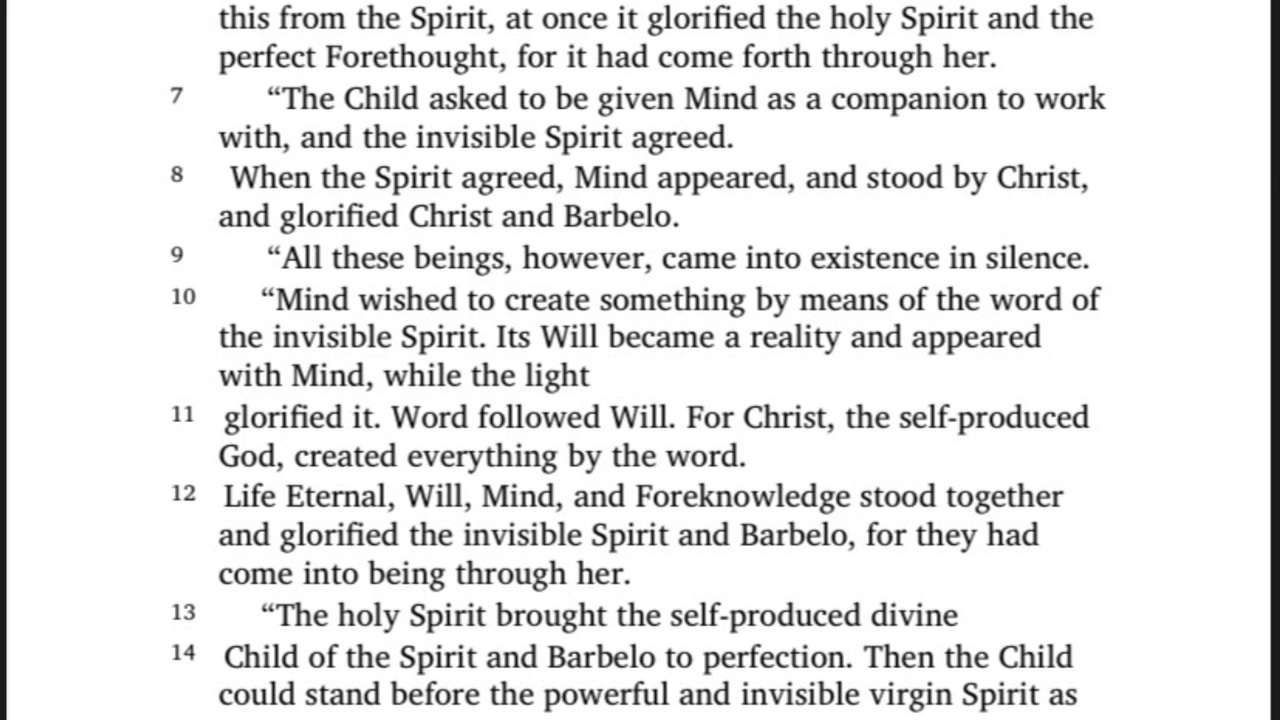 this from the Spirit, at once it glorified the holy Spirit and the
perfect Forethought, for it had come forth through her.
7 “The Child asked to be given Mind as a companion to work
with, and the invisible Spirit agreed.
8 When the Spirit agreed, Mind appeared, and stood by Christ,
and glorified Christ and Barbelo.
9 “All these beings, however, came into existence in silence.
10 “Mind wished to create something by means of the word of
the invisible Spirit. Its Will became a reality and appeared
with Mind, while the light
11 glorified it. Word followed Will. For Christ, the self-produced
God, created everything by the word.
12 Life Eternal, Will, Mind, and Foreknowledge stood together
and glorified the invisible Spirit and Barbelo, for they had
come into being through her.
13 “The holy Spirit brought the self-produced divine
14 Child of the Spirit and Barbelo to perfection. Then the Child
could stand before the powerful and invisible virgin Spirit as